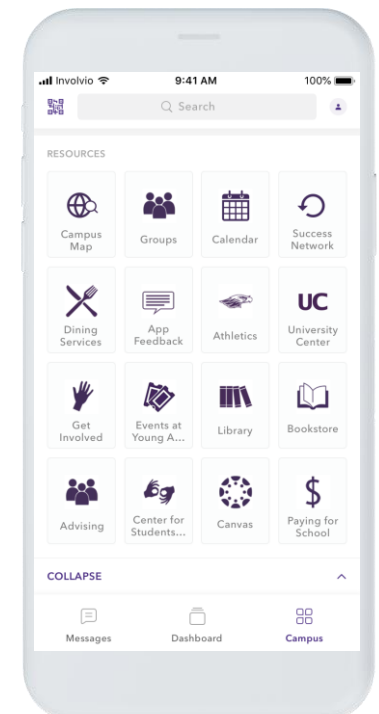 Involvio
9:41 AM
100%
Search
RESOURCES
Campus
Map
Groups
Calendar
Success
Network
Dining
Services
App
Feedback
Athletics
UC
University
Center
Get
Involved
Events at
Young A...
Library
Bookstore
Advising
Center for
Students...
Canvas
$
Paying for
School
COLLAPSE
Messages
Dashboard
Campus